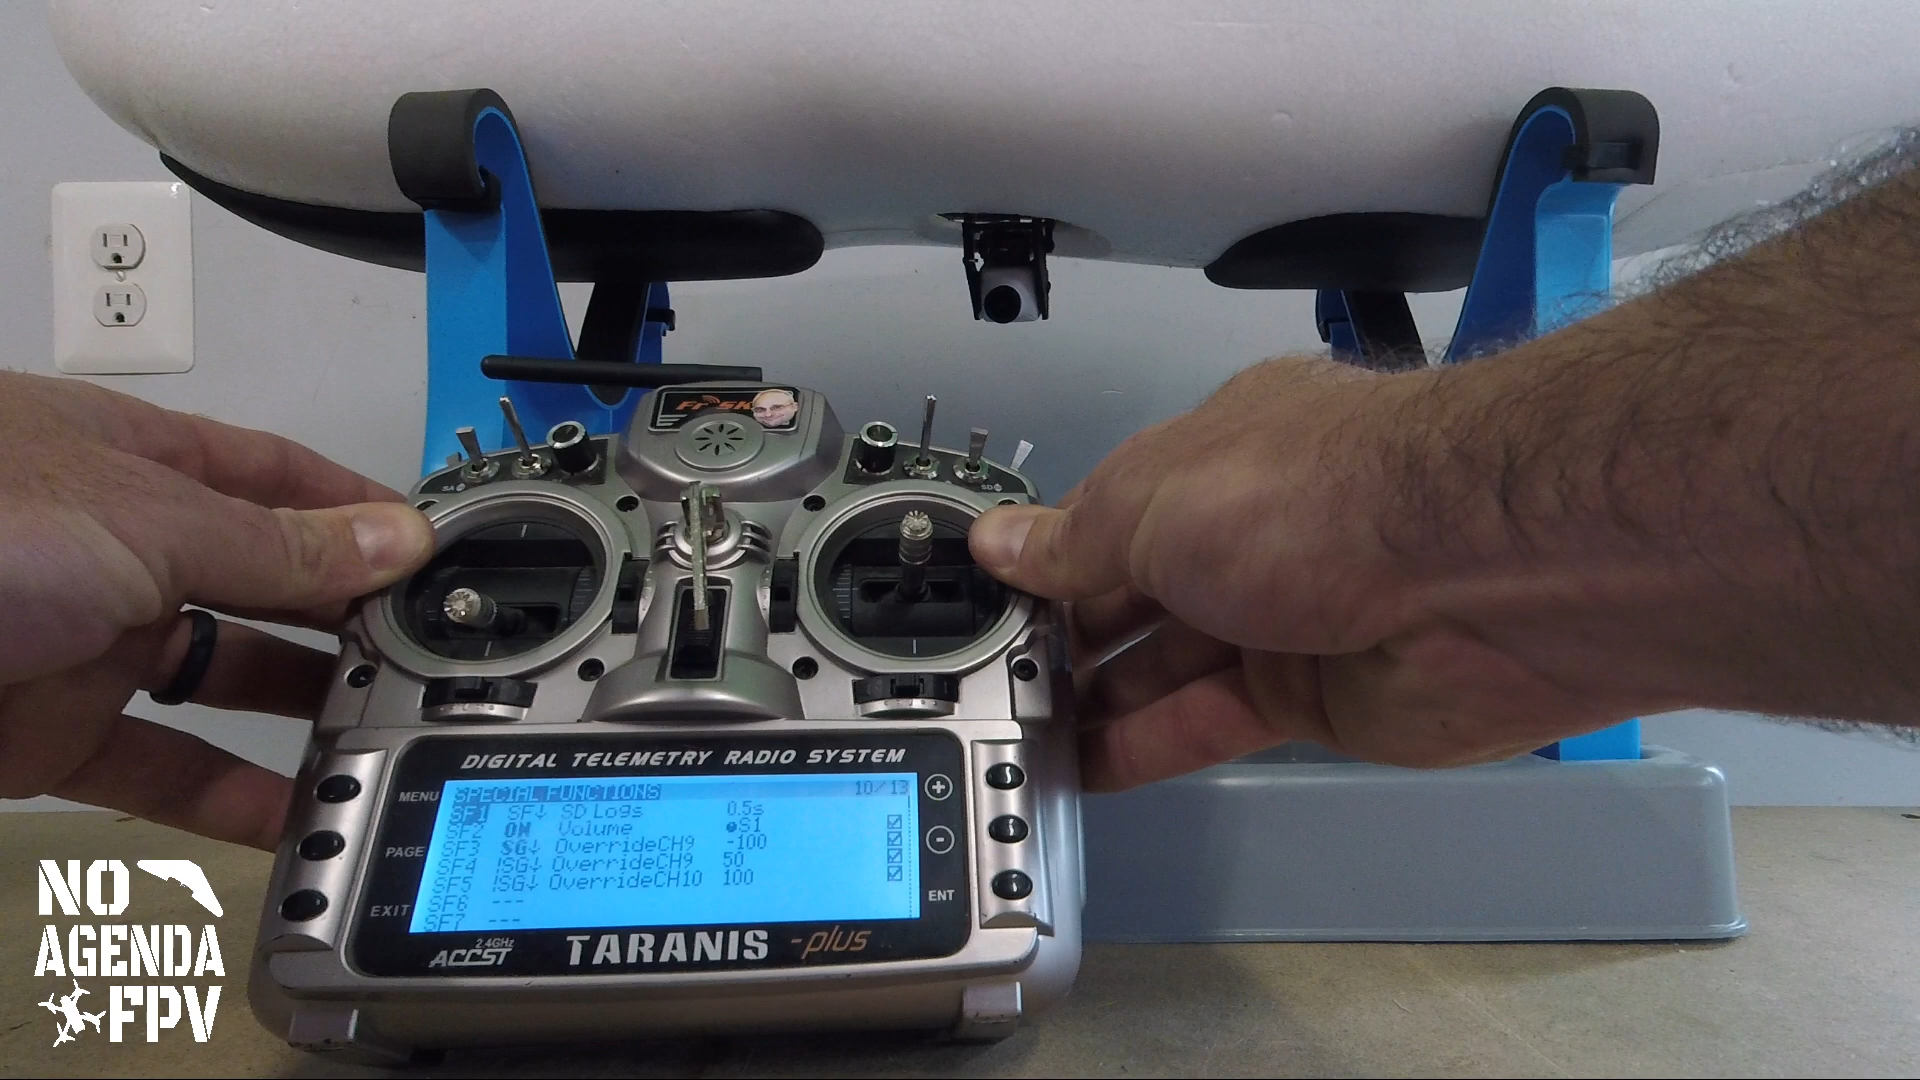 SA
SD
DIGITAL TELEMETRY RADIO SYSTEM
MENU
PAGE
EXIT
ENT
SPECIAL FUNCTIONS 10/13
SF1 SF↓ SD Logs 0.5s
SF2 ON Volume S1
SF3 SG↓ OverrideCH9 -100
SF4 !SG↓ OverrideCH9 50
SF5 !SG↓ OverrideCH10 100
SF6 ---
SF7 ---
2.4GHz
ACCST
TARANIS -plus
NO
AGENDA
FPV